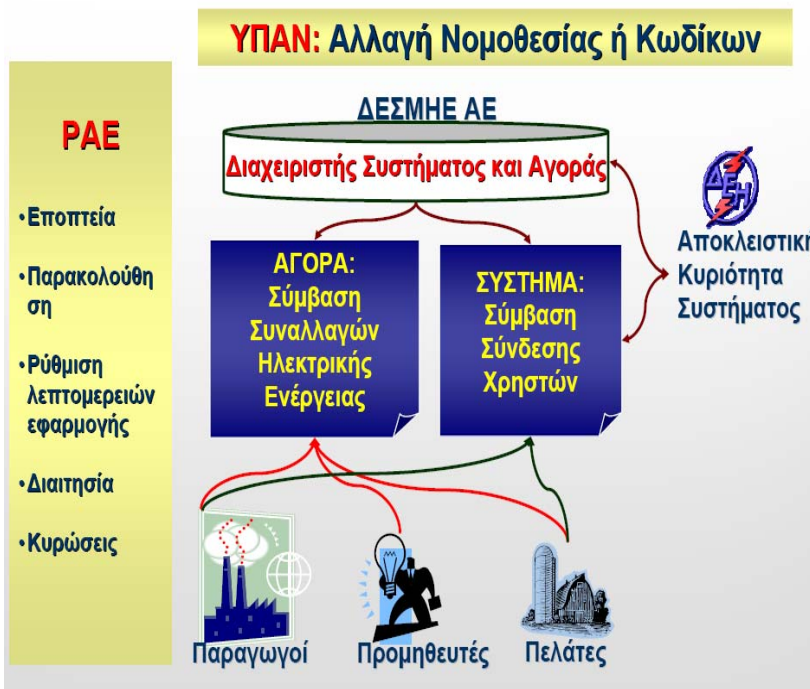 ΥΠΑΝ: Αλλαγή Νομοθεσίας ή Κωδίκων
ΡΑΕ
•Εποπτεία
•Παρακολούθη
ση
•Ρύθμιση
λεπτομερειών
εφαρμογής
•Διαιτησία
•Κυρώσεις
ΔΕΣΜΗΕ ΑΕ
Διαχειριστής Συστήματος και Αγοράς
ΑΓΟΡΑ:
Σύμβαση
Συναλλαγών
Ηλεκτρικής
Ενέργειας
ΣΥΣΤΗΜΑ:
Σύμβαση
Σύνδεσης
Χρηστών
ΔΕΗ
Αποκλειστική
Κυριότητα
Συστήματος
Παραγωγοί
Προμηθευτές
Πελάτες